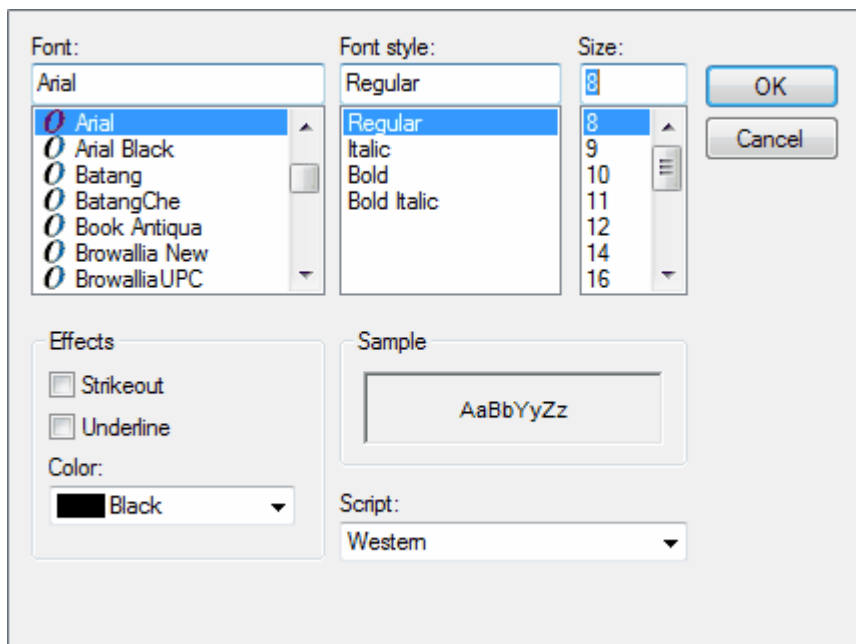 Font:
Font style:
Size:
Arial
Regular
8
OK
Cancel
Arial
Arial Black
Batang
BatangChe
Book Antiqua
Browallia New
BrowalliaUPC
Regular
Italic
Bold
Bold Italic
8
9
10
11
12
14
16
Effects
Strikeout
Underline
Color:
Black
Sample
AaBbYyZz
Script:
Western